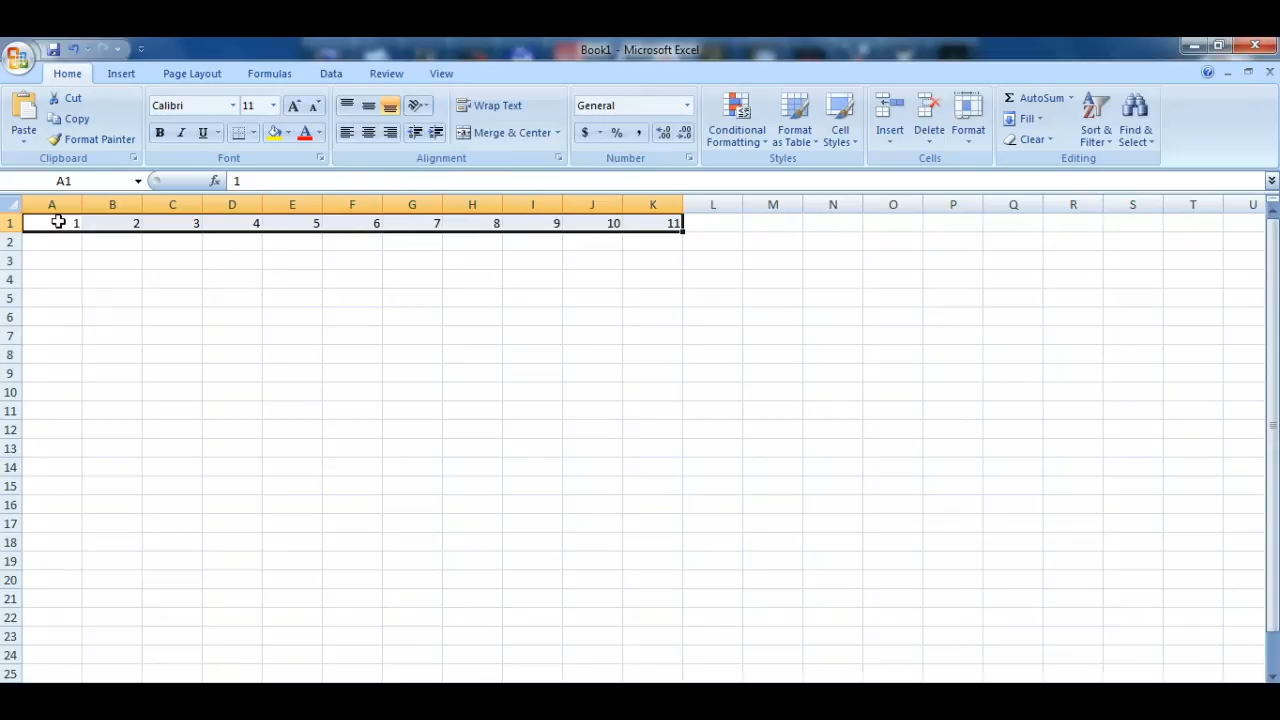 Book1 - Microsoft Excel
Home Insert Page Layout Formulas Data Review View
Paste
Cut
Copy
Format Painter
Clipboard
Calibri 11 A A
B I U A
Font
Wrap Text
Merge & Center
Alignment
General
$ % , .0 .00 .00 .0
Number
Conditional Formatting
Format as Table
Cell Styles
Styles
Insert Delete Format
Cells
Σ AutoSum
Fill
Clear
Sort & Filter
Find & Select
Editing
A1 fx 1
A B C D E F G H I J K L M N O P Q R S T U
1 1 2 3 4 5 6 7 8 9 10 11
2
3
4
5
6
7
8
9
10
11
12
13
14
15
16
17
18
19
20
21
22
23
24
25